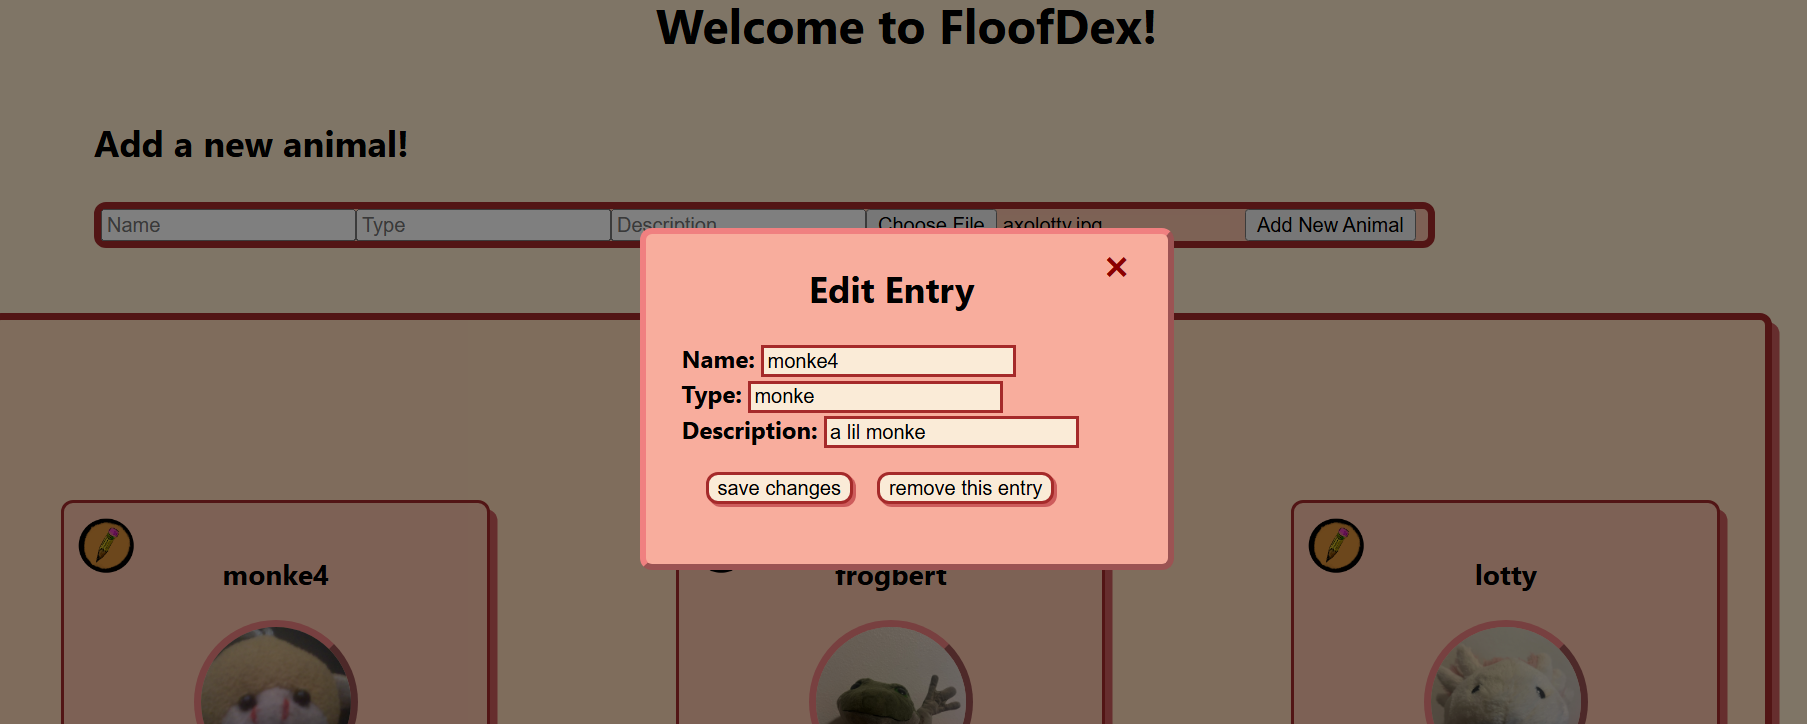 Welcome to FloofDex!
Add a new animal!
Name Type Description Choose File axolotty.jpg Add New Animal
×
Edit Entry
Name: monke4
Type: monke
Description: a lil monke
save changes remove this entry
monke4 frogbert lotty